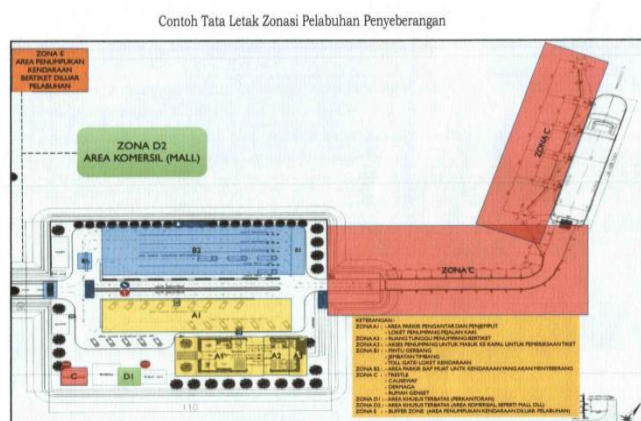 Contoh Tata Letak Zonasi Pelabuhan Penyeberangan
ZONA E
AREA PENUMPUKAN
KENDARAAN
BERTIKET DILUAR
PELABUHAN
ZONA D2
AREA KOMERSIL (MALL)
ZONA C
B2
B1
ZONA C
A1
A1
A2
A3
C
D1
110
KETERANGAN:
ZONA A1 : - AREA PARKIR PENGANTAR DAN PENJEMPUT
- LOKET PENUMPANG PEJALAN KAKI
ZONA A2 : - RUANG TUNGGU PENUMPANG BERTIKET
ZONA A3 : - AKSES PENUMPANG UNTUK MASUK KE KAPAL UNTUK PEMERIKSAAN TIKET
ZONA B1 : - PINTU GERBANG
- JEMBATAN TIMBANG
- TOLL GATE/ LOKET KENDARAAN
ZONA B2 : - AREA PARKIR SIAP MUAT UNTK KENDARAAN YANG AKAN MENYEBERANG
ZONA C : - TRESTLE
- CAUSEWAY
- DERMAGA
- RUMAH GENSET
ZONA D1 : - AREA KHUSUS TERBATAS (PERKANTORAN)
ZONA D2 : - AREA KHUSUS TERBATAS (AREA KOMERSIAL, SEPERTI MALL DLL)
ZONA E : - BUFFER ZONE (AREA PENUMPUKAN KENDARAAN DILUAR PELABUHAN)